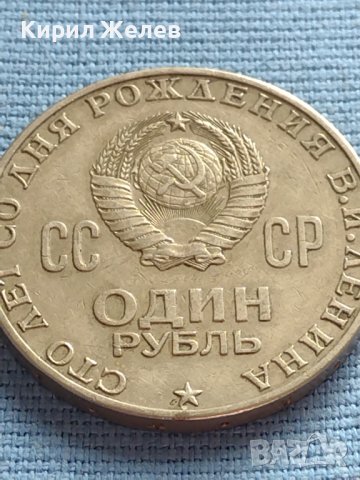 Кирил Желев
СТО ЛЕТ СО ДНЯ РОЖДЕНИЯ В.И.ЛЕНИНА
СС СР
ОДИН
РУБЛЬ